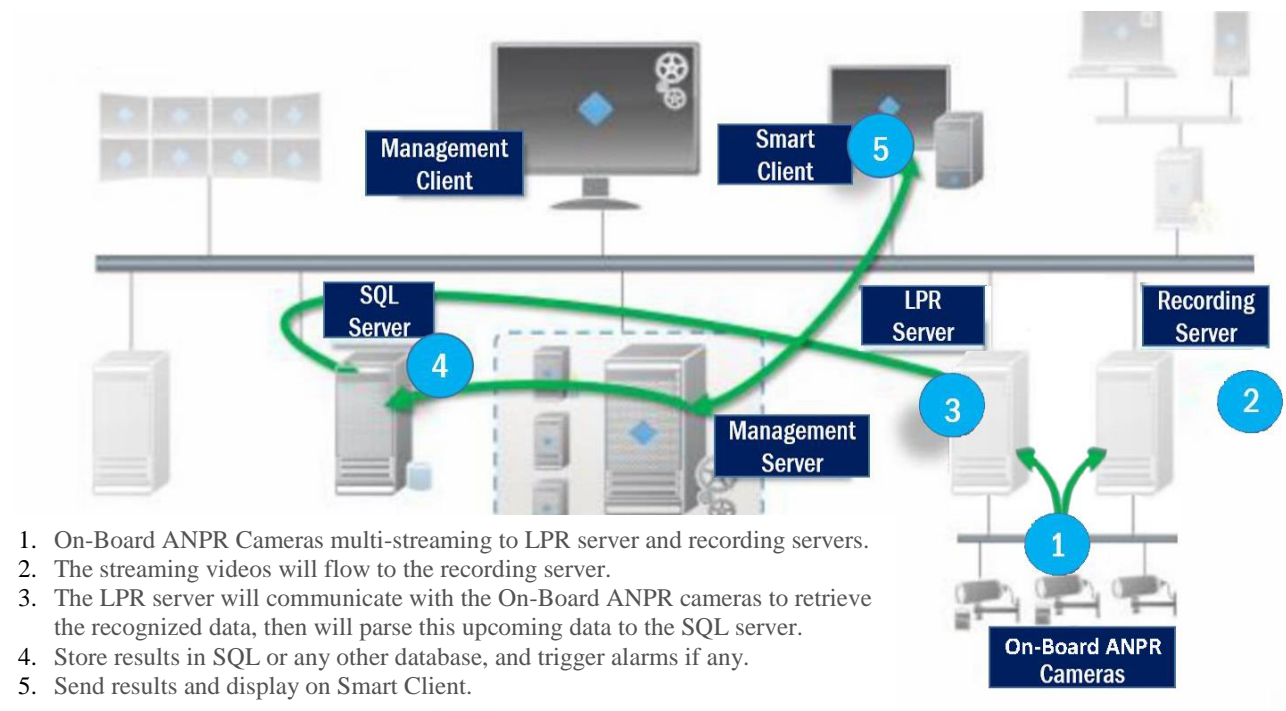 Management
Client
Smart
Client
5
SQL
Server
4
LPR
Server
3
Recording
Server
2
Management
Server
1
On-Board ANPR
Cameras
1. On-Board ANPR Cameras multi-streaming to LPR server and recording servers.
2. The streaming videos will flow to the recording server.
3. The LPR server will communicate with the On-Board ANPR cameras to retrieve
the recognized data, then will parse this upcoming data to the SQL server.
4. Store results in SQL or any other database, and trigger alarms if any.
5. Send results and display on Smart Client.